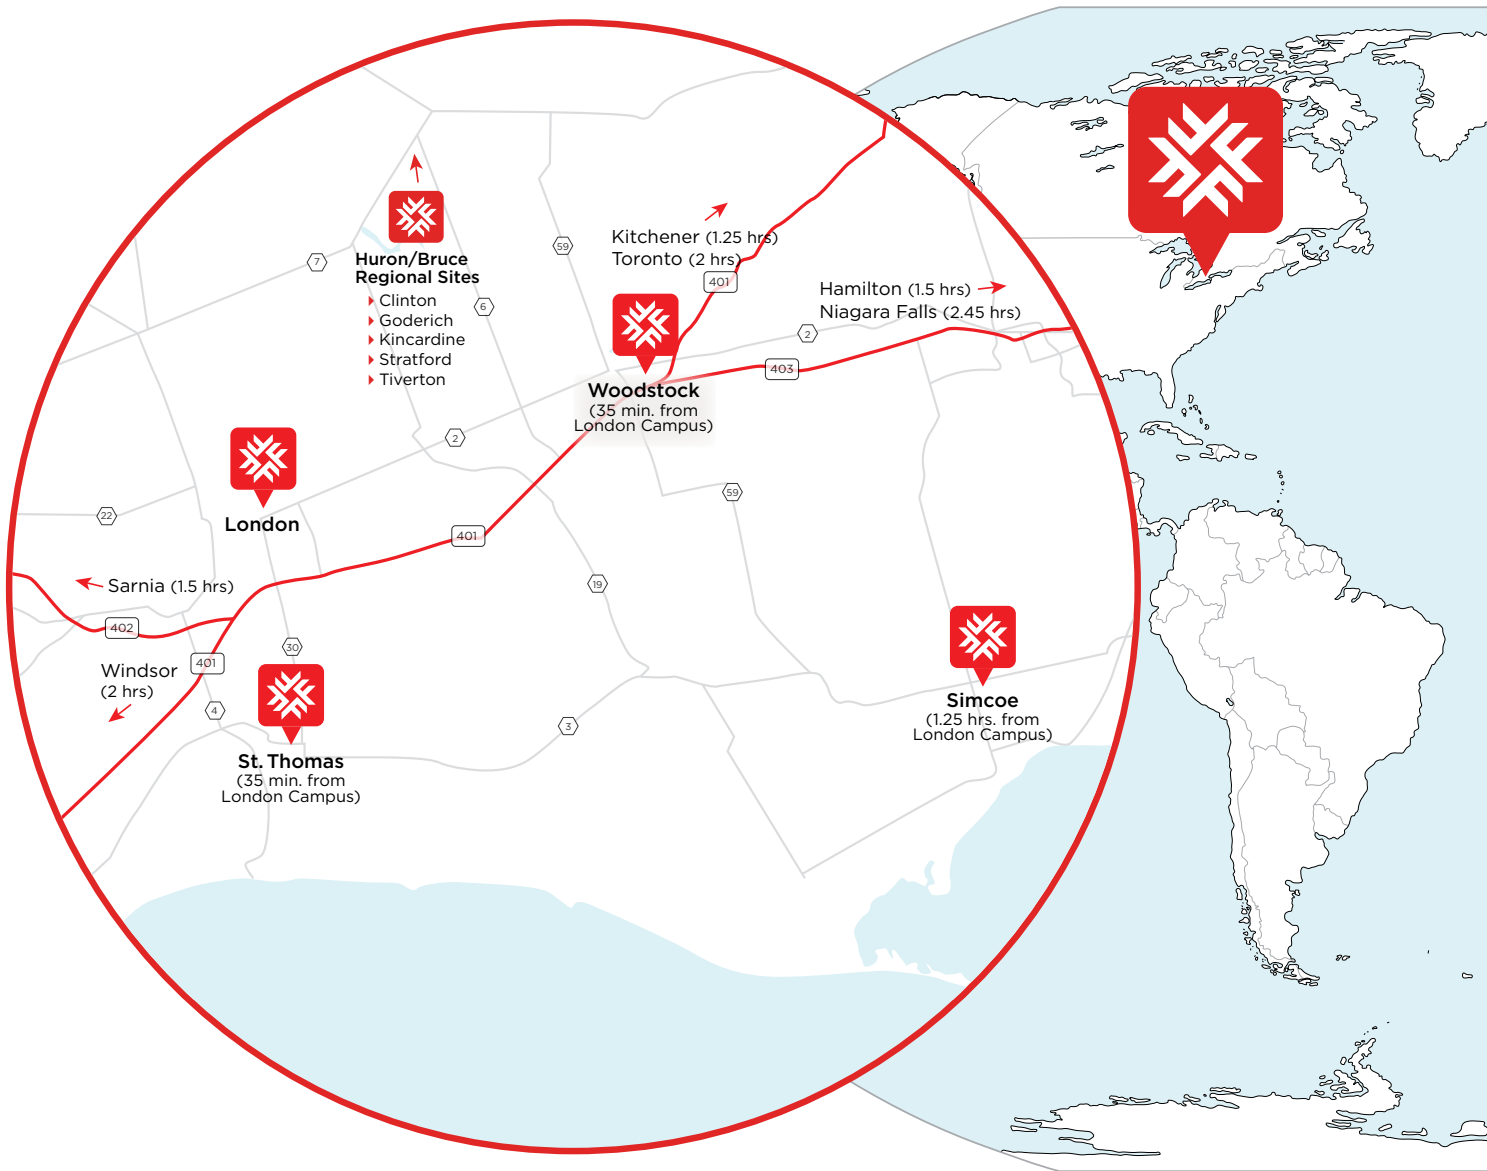 7
59
Kitchener (1.25 hrs)
Toronto (2 hrs)
401
Huron/Bruce
Regional Sites
Clinton
Goderich
Kincardine
Stratford
Tiverton
6
Hamilton (1.5 hrs)
Niagara Falls (2.45 hrs)
2
403
Woodstock
(35 min. from
London Campus)
2
London
22
59
401
Sarnia (1.5 hrs)
19
402
30
401
Windsor
(2 hrs)
4
3
Simcoe
(1.25 hrs. from
London Campus)
St. Thomas
(35 min. from
London Campus)